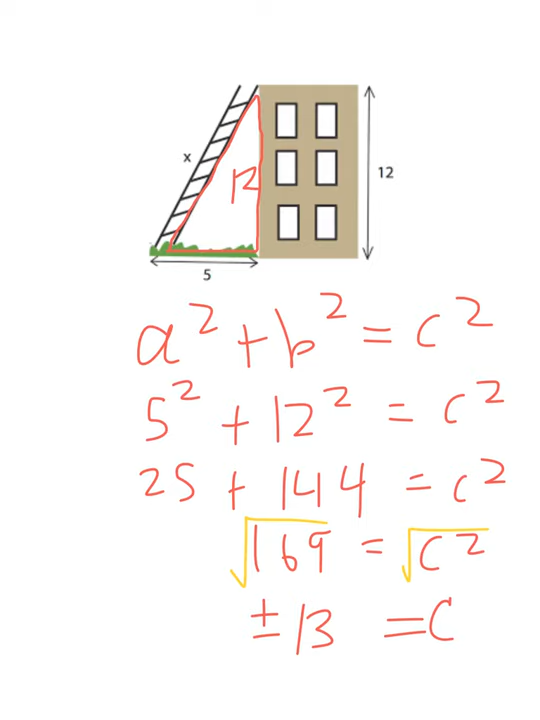 x
12
12
5
a² + b² = c²
5² + 12² = c²
25 + 144 = c²
√169 = √c²
± 13 = C